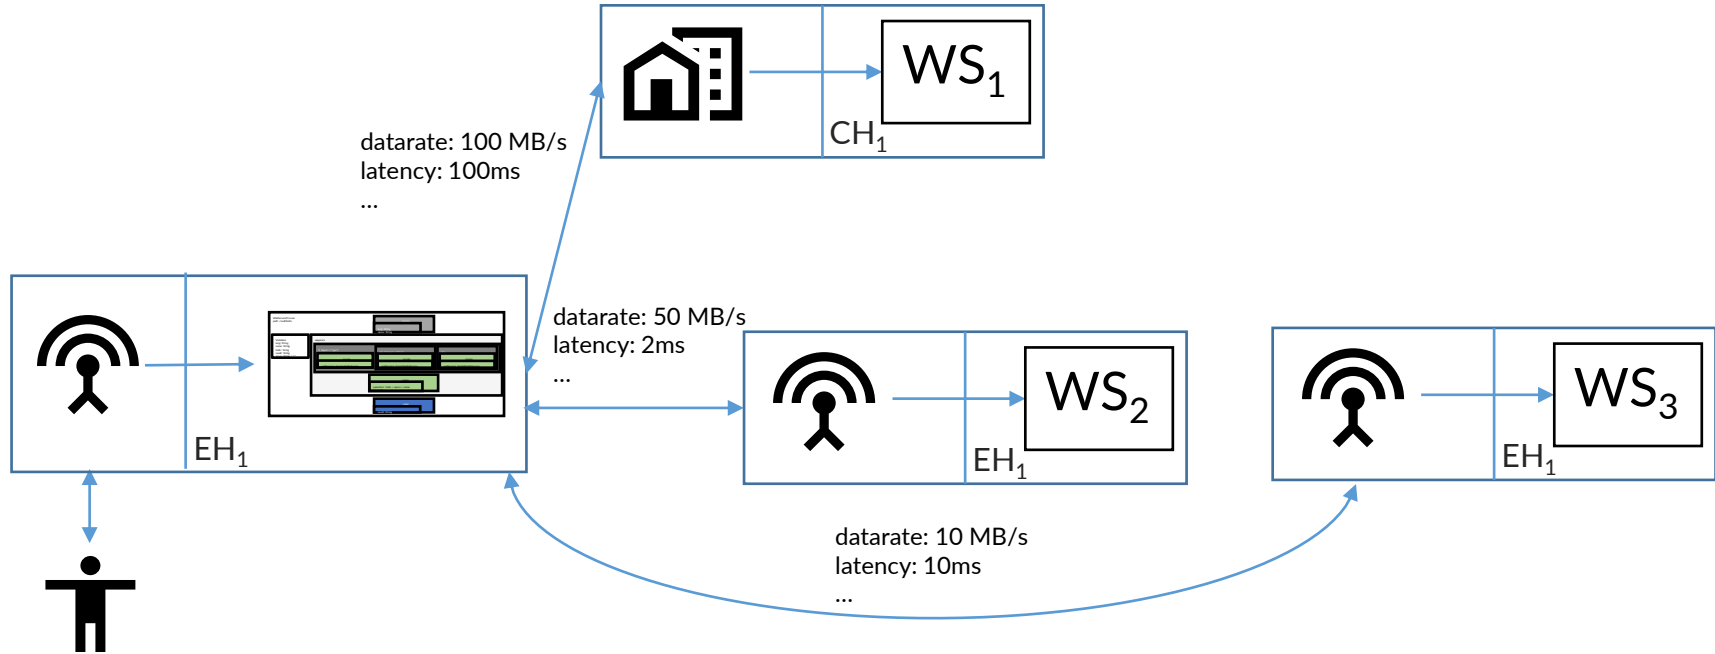 WS1
CH1
datarate: 100 MB/s
latency: 100ms
...
datarate: 50 MB/s
latency: 2ms
...
WS2
EH1
WS3
EH1
EH1
datarate: 10 MB/s
latency: 10ms
...